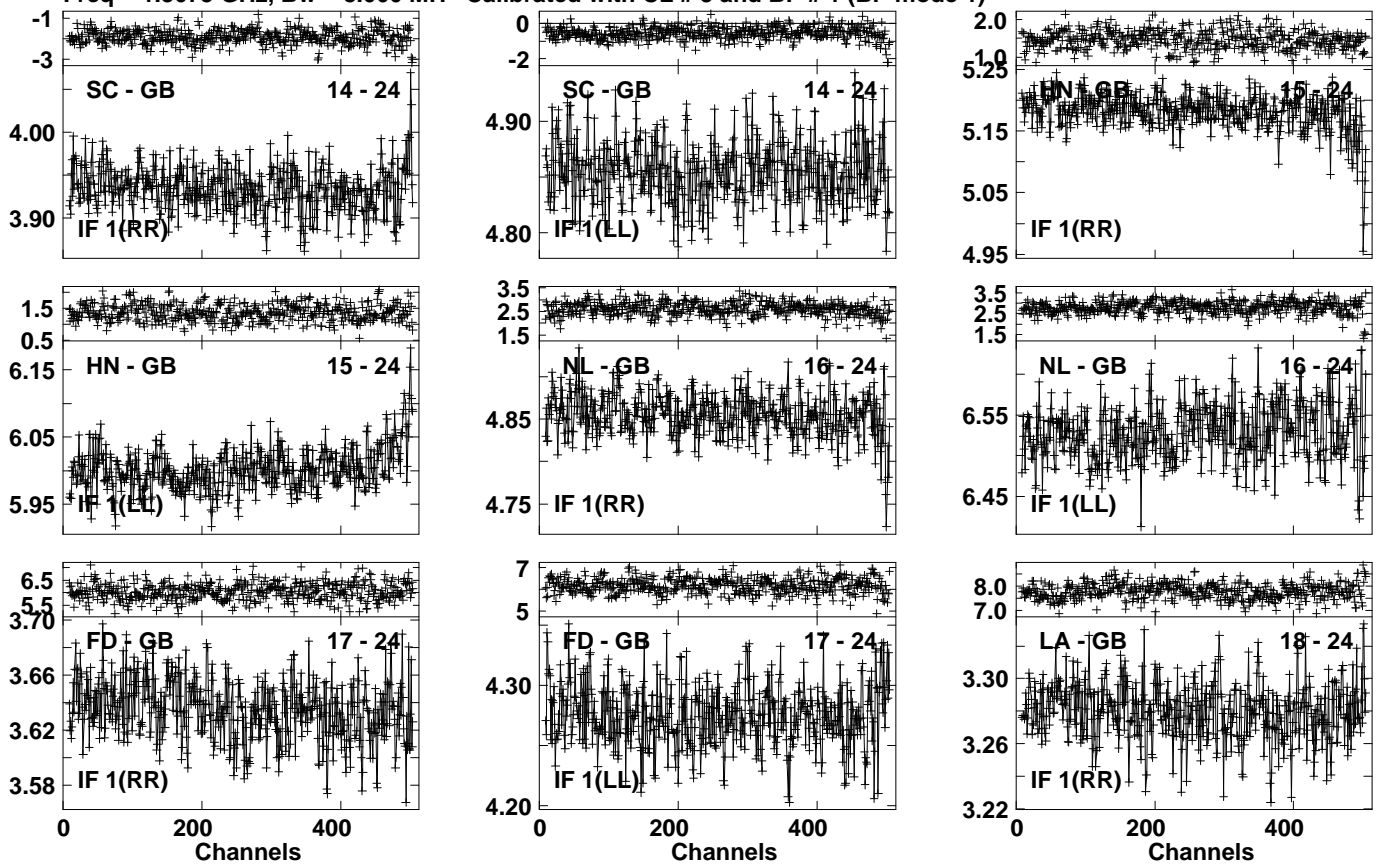 -1
-3
SC - GB 14 - 24
4.00
3.90
IF 1(RR)
0
-2
SC - GB 14 - 24
4.90
4.80
IF 1(LL)
2.0
1.0
5.25
HN - GB 15 - 24
5.15
5.05
4.95
IF 1(RR)
1.5
0.5
6.15
HN - GB 15 - 24
6.05
5.95
IF 1(LL)
3.5
2.5
1.5
NL - GB 16 - 24
4.85
4.75
IF 1(RR)
3.5
2.5
1.5
NL - GB 16 - 24
6.55
6.45
IF 1(LL)
6.5
5.5
3.70
FD - GB 17 - 24
3.66
3.62
3.58
IF 1(RR)
0 200 400
Channels
7
5
FD - GB 17 - 24
4.30
4.20
IF 1(LL)
0 200 400
Channels
8.0
7.0
LA - GB 18 - 24
3.30
3.26
3.22
IF 1(RR)
0 200 400
Channels